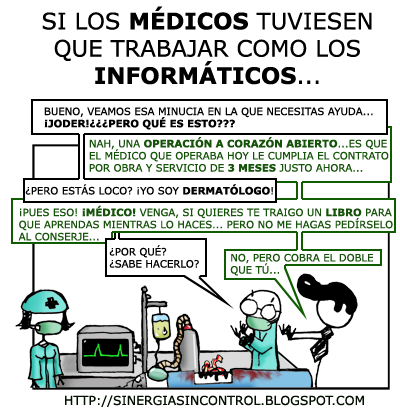 SI LOS MÉDICOS TUVIESEN
QUE TRABAJAR COMO LOS
INFORMÁTICOS...
BUENO, VEAMOS ESA MINUCIA EN LA QUE NECESITAS AYUDA...
¡JODER!¿¿¿PERO QUÉ ES ESTO???
NAH, UNA OPERACIÓN A CORAZÓN ABIERTO...ES QUE
EL MÉDICO QUE OPERABA HOY LE CUMPLIA EL CONTRATO
POR OBRA Y SERVICIO DE 3 MESES JUSTO AHORA...
¿PERO ESTÁS LOCO? ¡YO SOY DERMATÓLOGO!
¡PUES ESO! ¡MÉDICO! VENGA, SI QUIERES TE TRAIGO UN LIBRO PARA
QUE APRENDAS MIENTRAS LO HACES... PERO NO ME HAGAS PEDÍRSELO
AL CONSERJE...
¿POR QUÉ?
¿SABE HACERLO?
NO, PERO COBRA EL DOBLE
QUE TÚ...
HTTP://SINERGIASINCONTROL.BLOGSPOT.COM